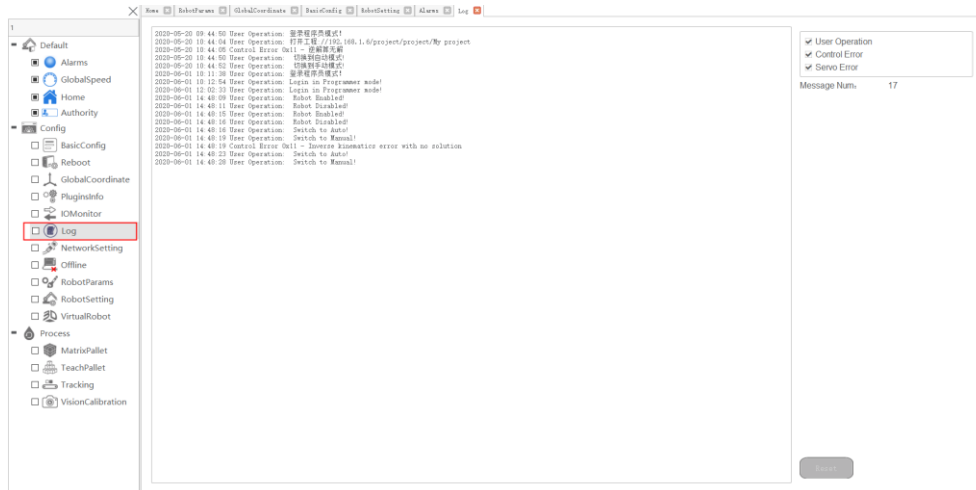 Home RobotParams GlobalCoordinate BasicConfig RobotSetting Alarms Log
1
Default
Alarms
GlobalSpeed
Home
Authority
Config
BasicConfig
Reboot
GlobalCoordinate
PluginsInfo
IOMonitor
Log
NetworkSetting
Offline
RobotParams
RobotSetting
VirtualRobot
Process
MatrixPallet
TeachPallet
Tracking
VisionCalibration
2020-05-20 09:44:50 User Operation: 登录程序员模式!
2020-05-20 10:44:04 User Operation: 打开工程 //192.168.1.6/project/project/My project
2020-05-20 10:44:05 Control Error 0x11 - 逆解算无解
2020-05-20 10:44:50 User Operation: 切换到自动模式!
2020-05-20 10:44:52 User Operation: 切换到手动模式!
2020-06-01 10:11:38 User Operation: 登录程序员模式!
2020-06-01 10:12:54 User Operation: Login in Programmer mode!
2020-06-01 12:02:33 User Operation: Login in Programmer mode!
2020-06-01 14:48:09 User Operation: Robot Enabled!
2020-06-01 14:48:11 User Operation: Robot Disabled!
2020-06-01 14:48:15 User Operation: Robot Enabled!
2020-06-01 14:48:16 User Operation: Robot Disabled!
2020-06-01 14:48:16 User Operation: Switch to Auto!
2020-06-01 14:48:19 User Operation: Switch to Manual!
2020-06-01 14:48:19 Control Error 0x11 - Inverse kinematics error with no solution
2020-06-01 14:48:23 User Operation: Switch to Auto!
2020-06-01 14:48:28 User Operation: Switch to Manual!
User Operation
Control Error
Servo Error
Message Num: 17